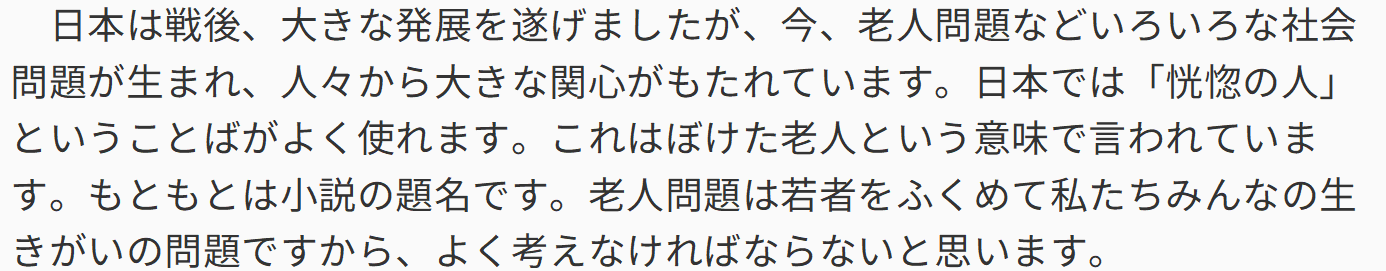 日本は戦後、大きな発展を遂げましたが、今、老人問題などいろいろな社会
問題が生まれ、人々から大きな関心がもたれています。日本では「恍惚の人」
ということばがよく使れます。これはぼけた老人という意味で言われていま
す。もともとは小説の題名です。老人問題は若者をふくめて私たちみんなの生
きがいの問題ですから、よく考えなければならないと思います。